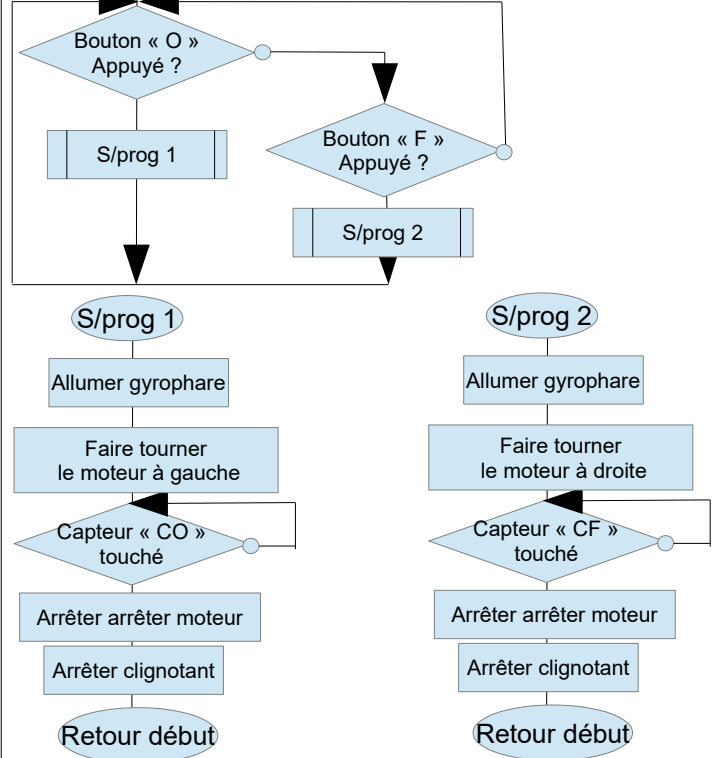 Bouton « O »
Appuyé ?
Bouton « F »
Appuyé ?
S/prog 1
S/prog 2
S/prog 1
Allumer gyrophare
Faire tourner
le moteur à gauche
Capteur « CO »
touché
Arrêter arrêter moteur
Arrêter clignotant
Retour début
S/prog 2
Allumer gyrophare
Faire tourner
le moteur à droite
Capteur « CF »
touché
Arrêter arrêter moteur
Arrêter clignotant
Retour début